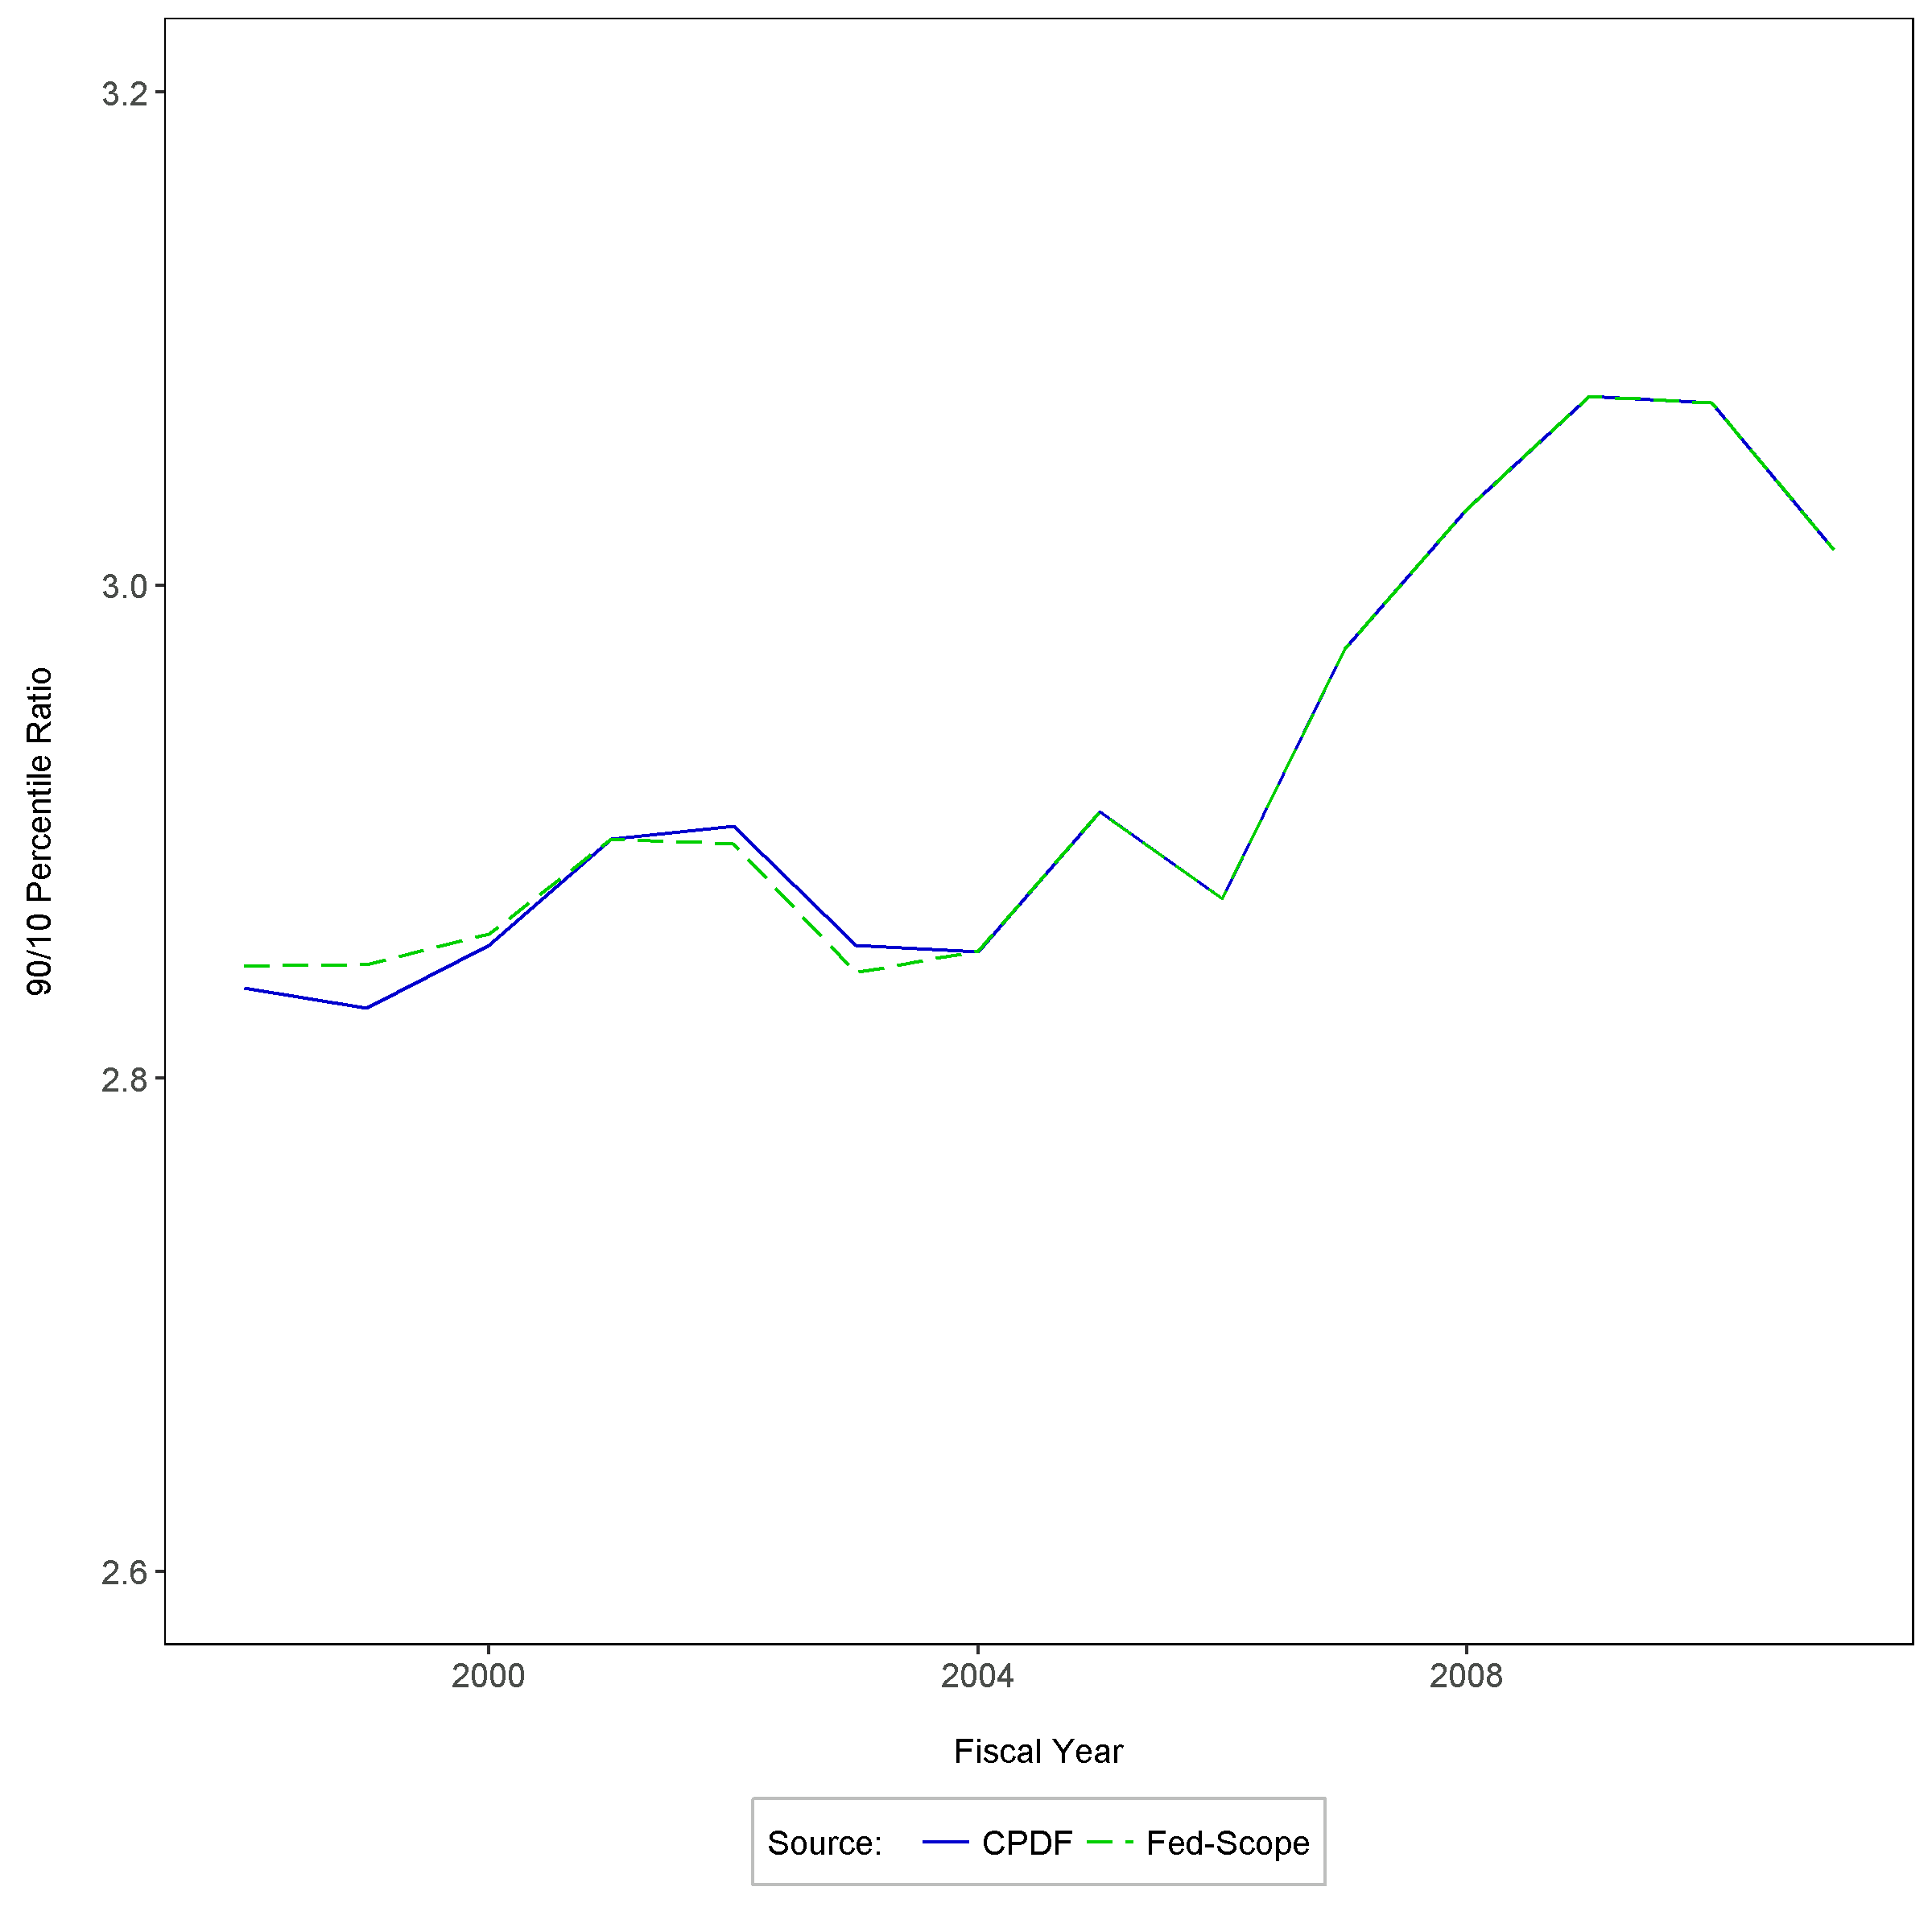 3.2
3.0
2.8
2.6
90/10 Percentile Ratio
2000 2004 2008
Fiscal Year
Source: CPDF Fed-Scope